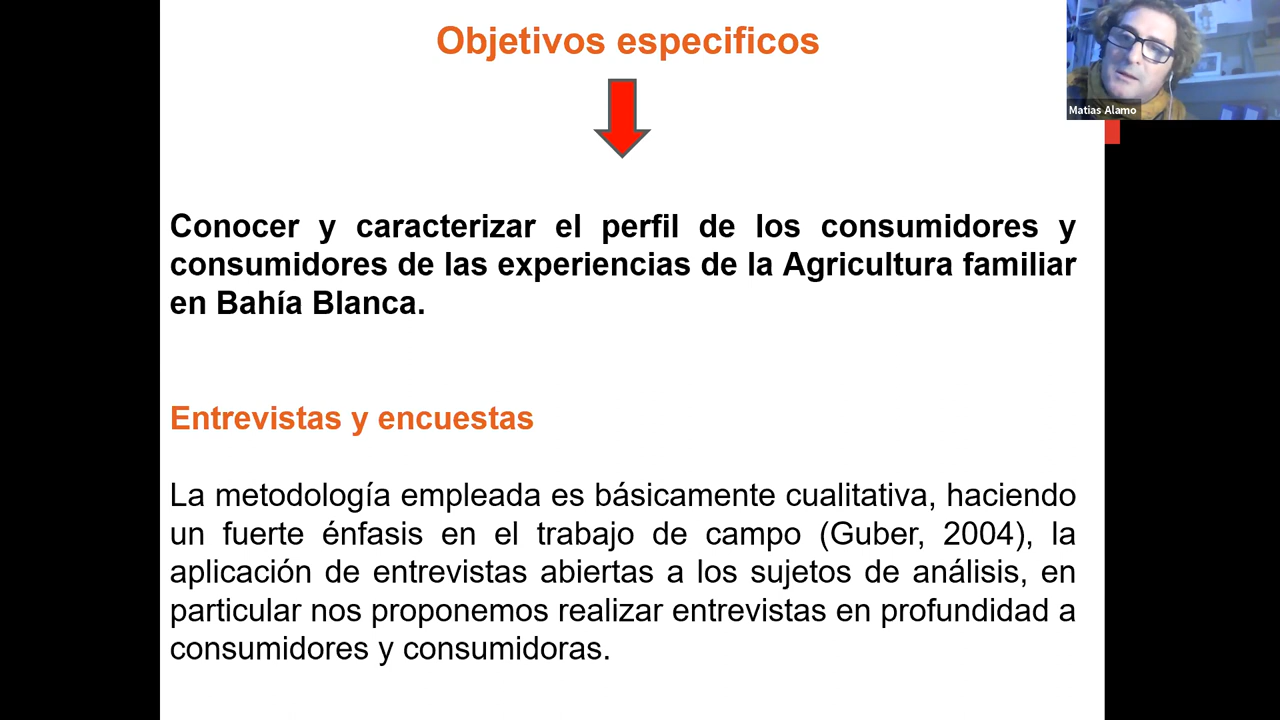 Objetivos especificos
Matias Alamo
Conocer y caracterizar el perfil de los consumidores y
consumidores de las experiencias de la Agricultura familiar
en Bahía Blanca.
Entrevistas y encuestas
La metodología empleada es básicamente cualitativa, haciendo
un fuerte énfasis en el trabajo de campo (Guber, 2004), la
aplicación de entrevistas abiertas a los sujetos de análisis, en
particular nos proponemos realizar entrevistas en profundidad a
consumidores y consumidoras.